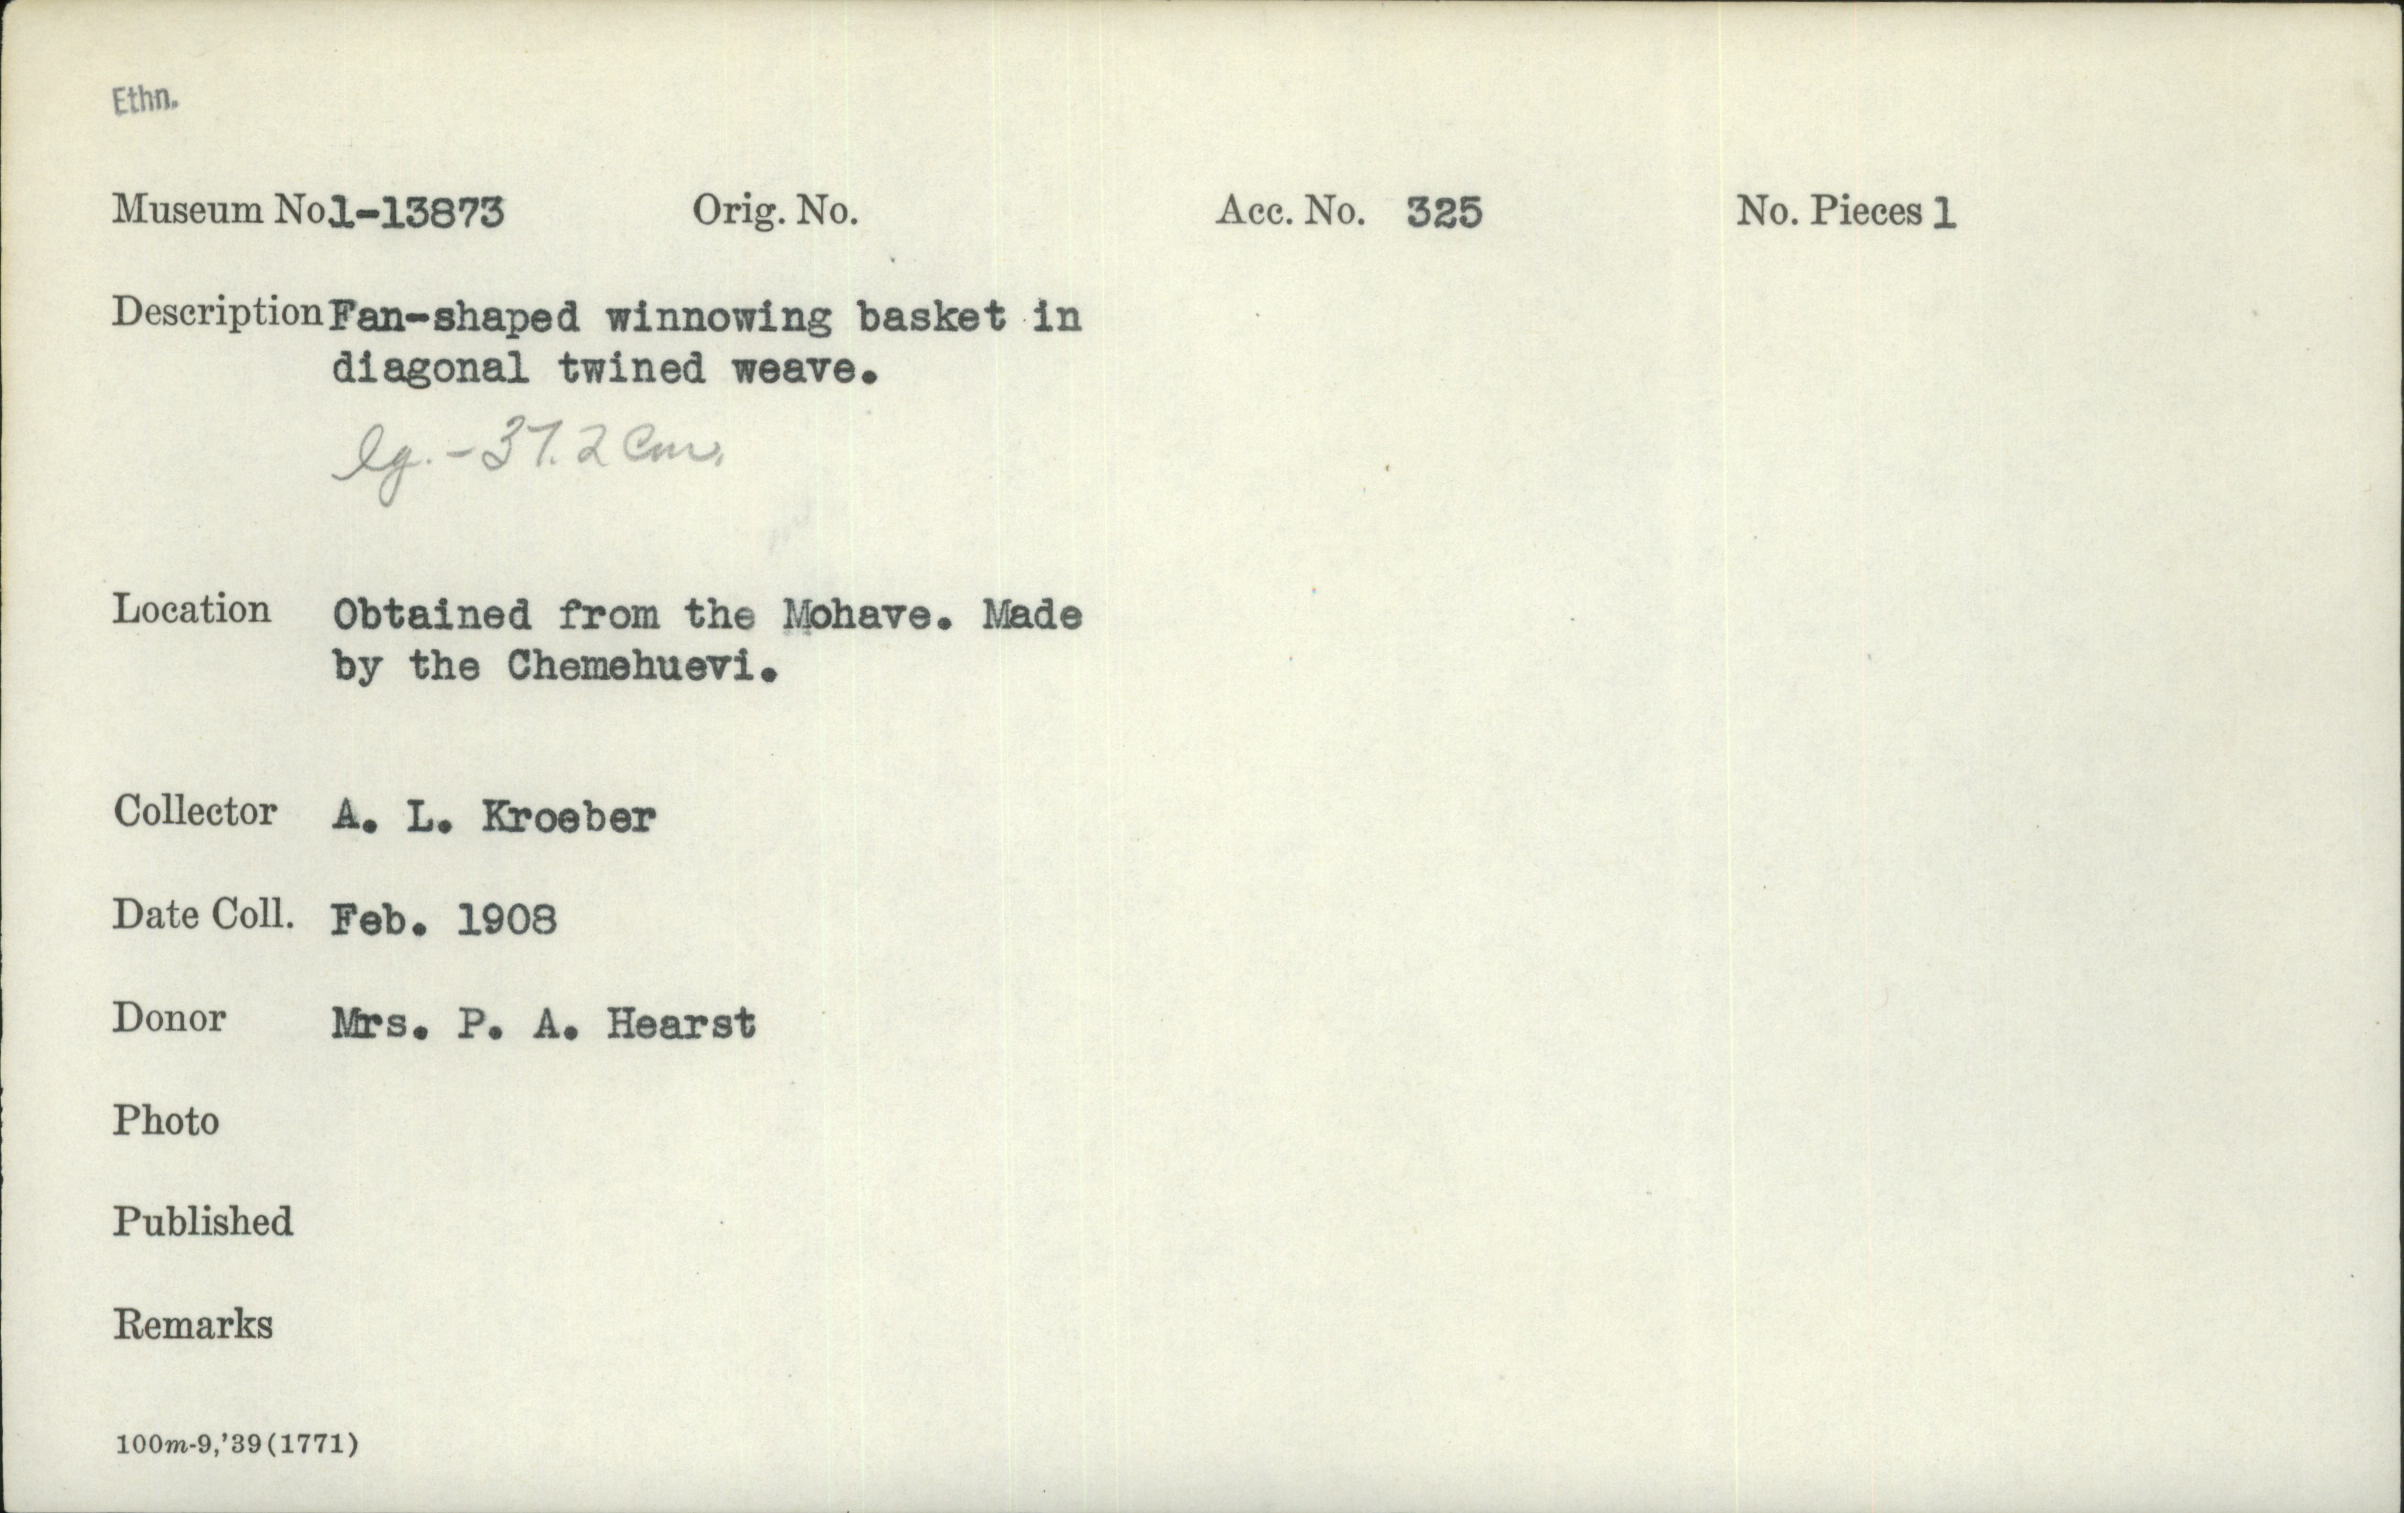 Ethn.
Museum No. 1-13873 Orig. No. Acc. No. 325 No. Pieces 1
Description Fan-shaped winnowing basket in
diagonal twined weave.
lg. - 37.2 cm.
Location Obtained from the Mohave. Made
by the Chemehuevi.
Collector A. L. Kroeber
Date Coll. Feb. 1908
Donor Mrs. P. A. Hearst
Photo
Published
Remarks
100m-9,'39(1771)